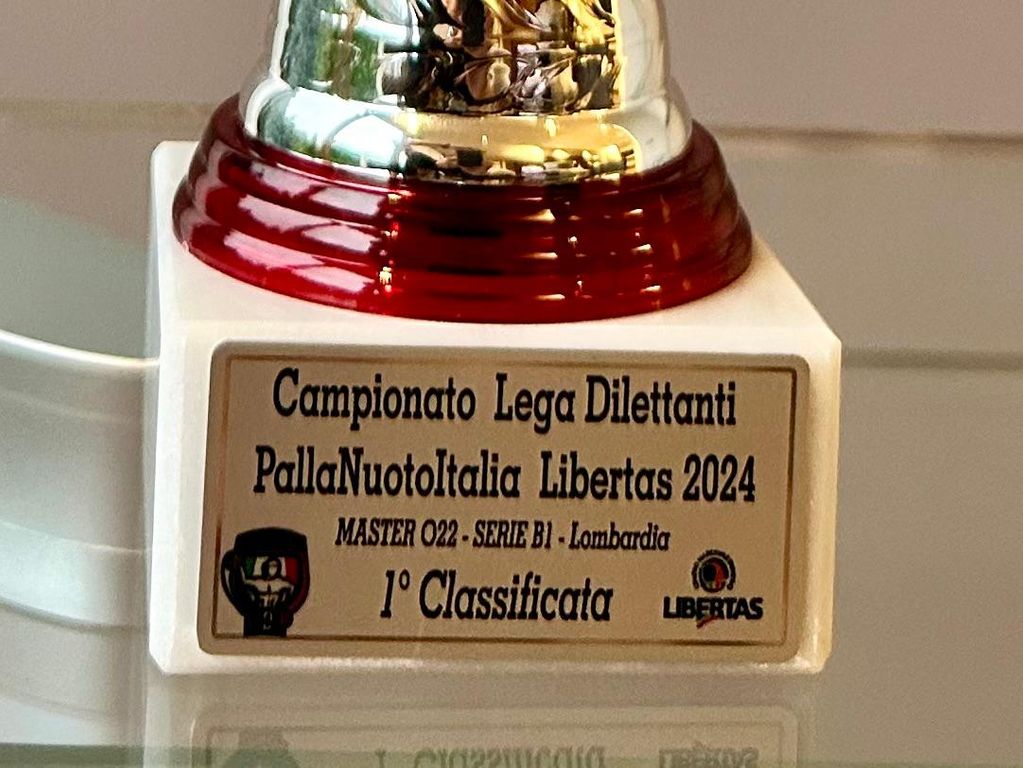 Campionato Lega Dilettanti
PallaNuotoItalia Libertas 2024
MASTER O22 - SERIE B1 - Lombardia
1° Classificata
LIBERTAS